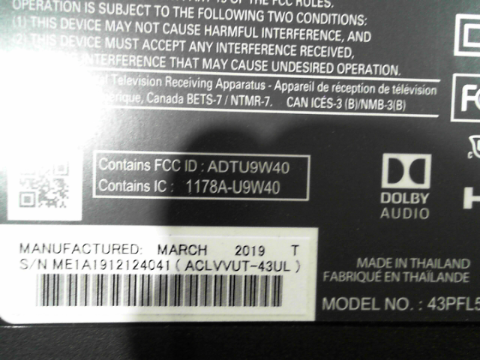 OPERATION IS SUBJECT TO THE FOLLOWING TWO CONDITIONS:
(1) THIS DEVICE MAY NOT CAUSE HARMFUL INTERFERENCE, AND
(2) THIS DEVICE MUST ACCEPT ANY INTERFERENCE RECEIVED,
INTERFERENCE THAT MAY CAUSE UNDESIRED OPERATION.
Television Receiving Apparatus - Appareil de réception de télévision
Canada BETS-7 / NTMR-7. CAN ICES-3 (B)/NMB-3(B)
Contains FCC ID : ADTU9W40
Contains IC : 1178A-U9W40
DOLBY
AUDIO
MANUFACTURED: MARCH 2019 T
S/N ME1A1912124041 (ACLVVUT-43UL)
MADE IN THAILAND
FABRIQUÉ EN THAÏLANDE
MODEL NO. : 43PFL5